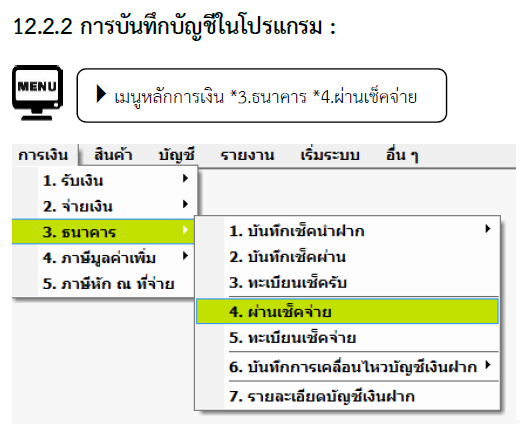 12.2.2 การบันทึกบัญชีในโปรแกรม :
MENU
เมนูหลักการเงิน *3.ธนาคาร *4.ผ่านเช็คจ่าย
การเงิน สินค้า บัญชี รายงาน เริ่มระบบ อื่น ๆ
1. รับเงิน
2. จ่ายเงิน
3. ธนาคาร
4. ภาษีมูลค่าเพิ่ม
5. ภาษีหัก ณ ที่จ่าย
1. บันทึกเช็คนำฝาก
2. บันทึกเช็คผ่าน
3. ทะเบียนเช็ครับ
4. ผ่านเช็คจ่าย
5. ทะเบียนเช็คจ่าย
6. บันทึกการเคลื่อนไหวบัญชีเงินฝาก
7. รายละเอียดบัญชีเงินฝาก